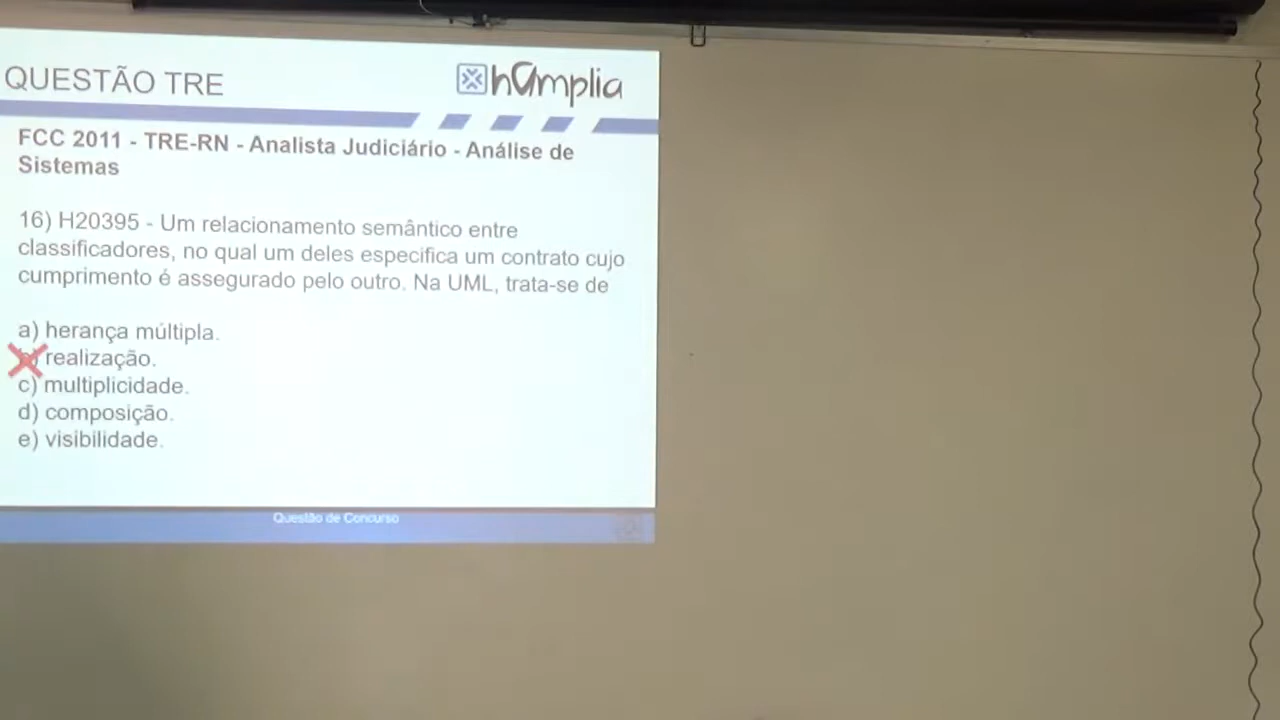 QUESTÃO TRE
hAmplia
FCC 2011 - TRE-RN - Analista Judiciário - Análise de
Sistemas
16) H20395 - Um relacionamento semântico entre
classificadores, no qual um deles especifica um contrato cujo
cumprimento é assegurado pelo outro. Na UML, trata-se de
a) herança múltipla.
b) realização.
c) multiplicidade.
d) composição.
e) visibilidade.
Questão de Concurso